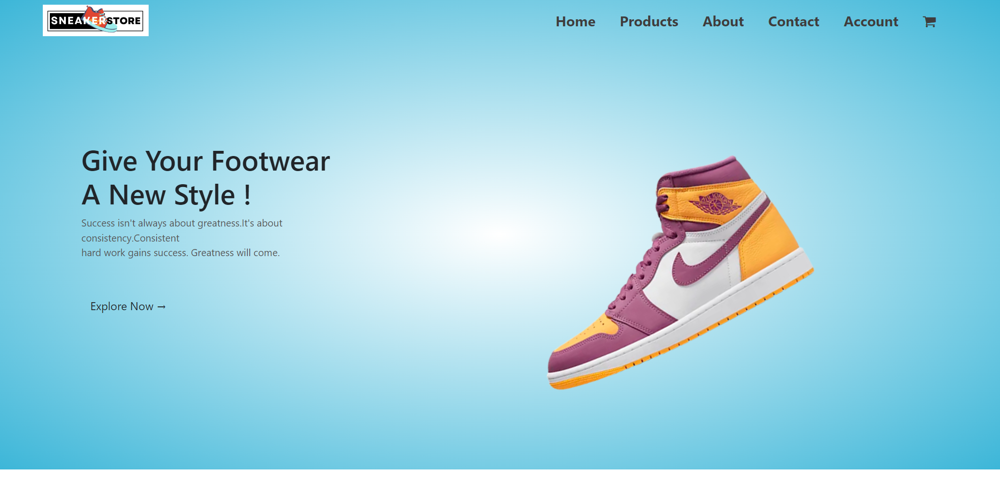 SNEAKERSTORE
Home Products About Contact Account
Give Your Footwear
A New Style !
Success isn't always about greatness.It's about
consistency.Consistent
hard work gains success. Greatness will come.
Explore Now →
AIR JORDAN